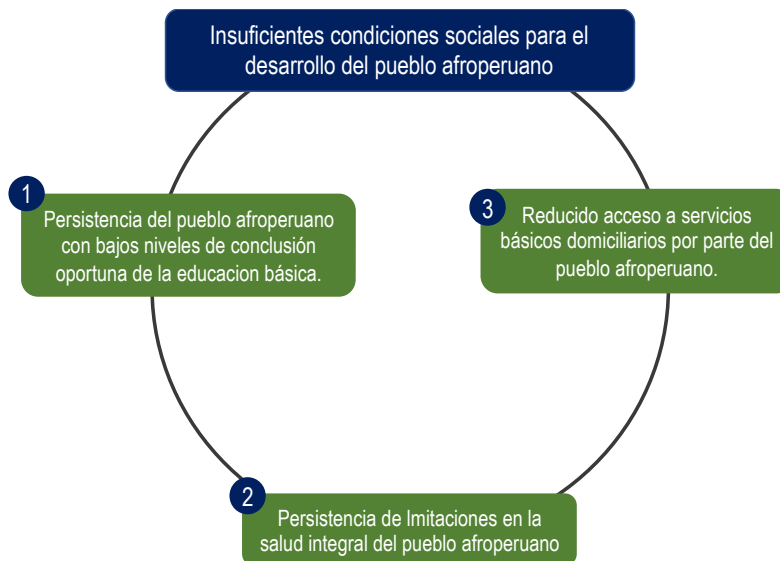 Insuficientes condiciones sociales para el
desarrollo del pueblo afroperuano
1
Persistencia del pueblo afroperuano
con bajos niveles de conclusión
oportuna de la educacion básica.
3
Reducido acceso a servicios
básicos domiciliarios por parte del
pueblo afroperuano.
2
Persistencia de lmitaciones en la
salud integral del pueblo afroperuano